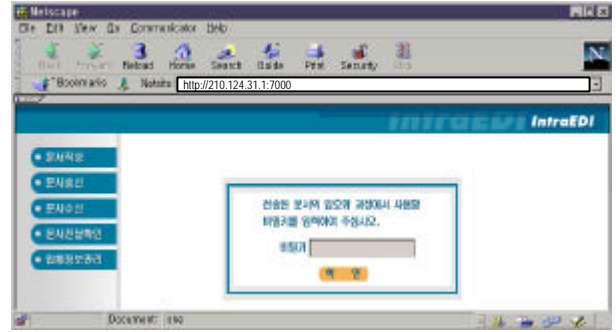 Netscape
Edit View Go Communicator Help
Back Forward Reload Home Search Guide Print Security Stop
Bookmarks Netsite http://210.124.31.1:7000
IntraEDI IntraEDI
문서작성
문서송신
문서수신
문서전달확인
업체정보관리
전송된 문서의 암호화 과정에서 사용할
비밀키를 입력하여 주십시오.
비밀키
확 인
Document: